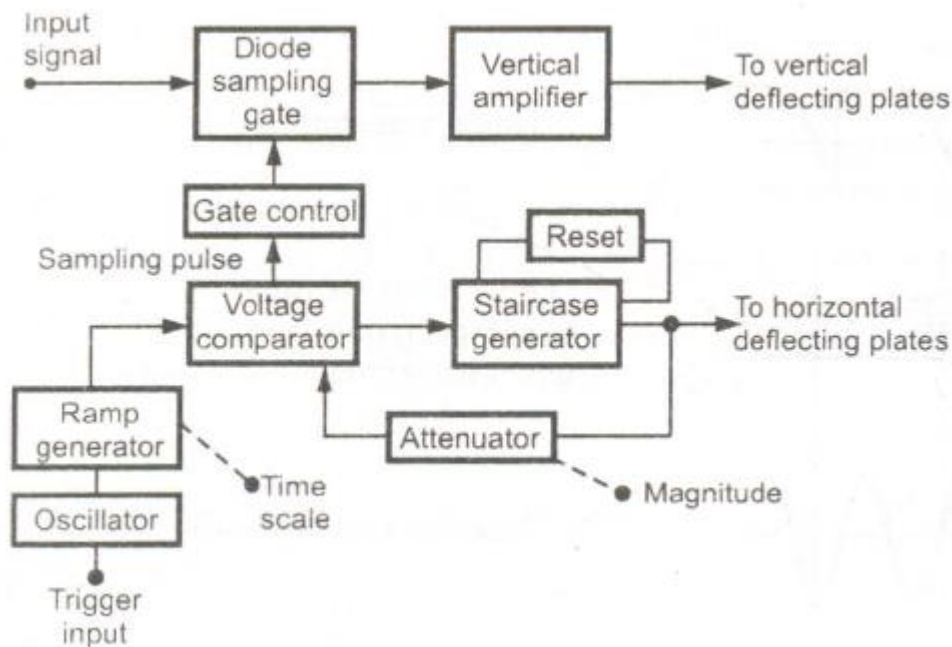 Input
signal
Diode
sampling
gate
Vertical
amplifier
To vertical
deflecting plates
Gate control
Sampling pulse
Reset
Voltage
comparator
Staircase
generator
To horizontal
deflecting plates
Ramp
generator
Attenuator
Time
scale
Magnitude
Oscillator
Trigger
input